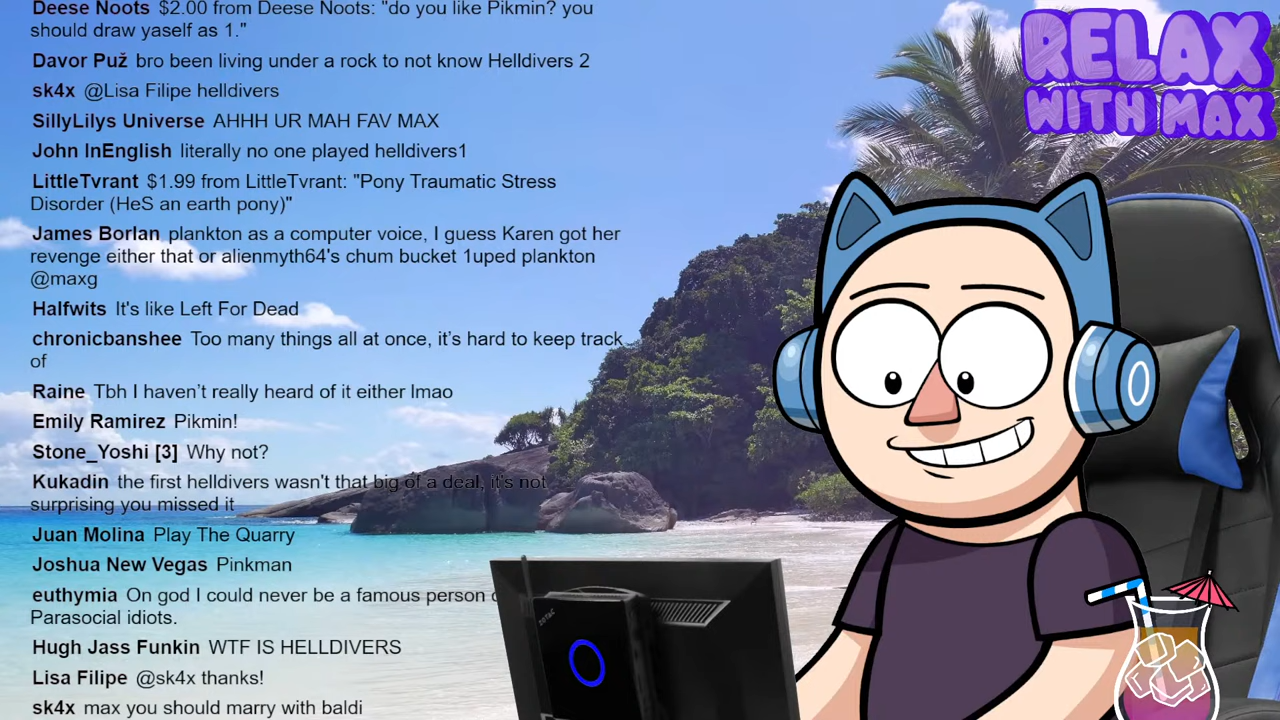 Deese Noots $2.00 from Deese Noots: "do you like Pikmin? you
should draw yaself as 1."
Davor Puž bro been living under a rock to not know Helldivers 2
sk4x @Lisa Filipe helldivers
SillyLilys Universe AHHH UR MAH FAV MAX
John InEnglish literally no one played helldivers1
LittleTvrant $1.99 from LittleTvrant: "Pony Traumatic Stress
Disorder (HeS an earth pony)"
James Borlan plankton as a computer voice, I guess Karen got her
revenge either that or alienmyth64's chum bucket 1uped plankton
@maxg
Halfwits It's like Left For Dead
chronicbanshee Too many things all at once, it’s hard to keep track
of
Raine Tbh I haven’t really heard of it either lmao
Emily Ramirez Pikmin!
Stone_Yoshi [3] Why not?
Kukadin the first helldivers wasn't that big of a deal, it's not
surprising you missed it
Juan Molina Play The Quarry
Joshua New Vegas Pinkman
euthymia On god I could never be a famous person
Parasocial idiots.
Hugh Jass Funkin WTF IS HELLDIVERS
Lisa Filipe @sk4x thanks!
sk4x max you should marry with baldi
RELAX
WITH MAX
ZOTAC